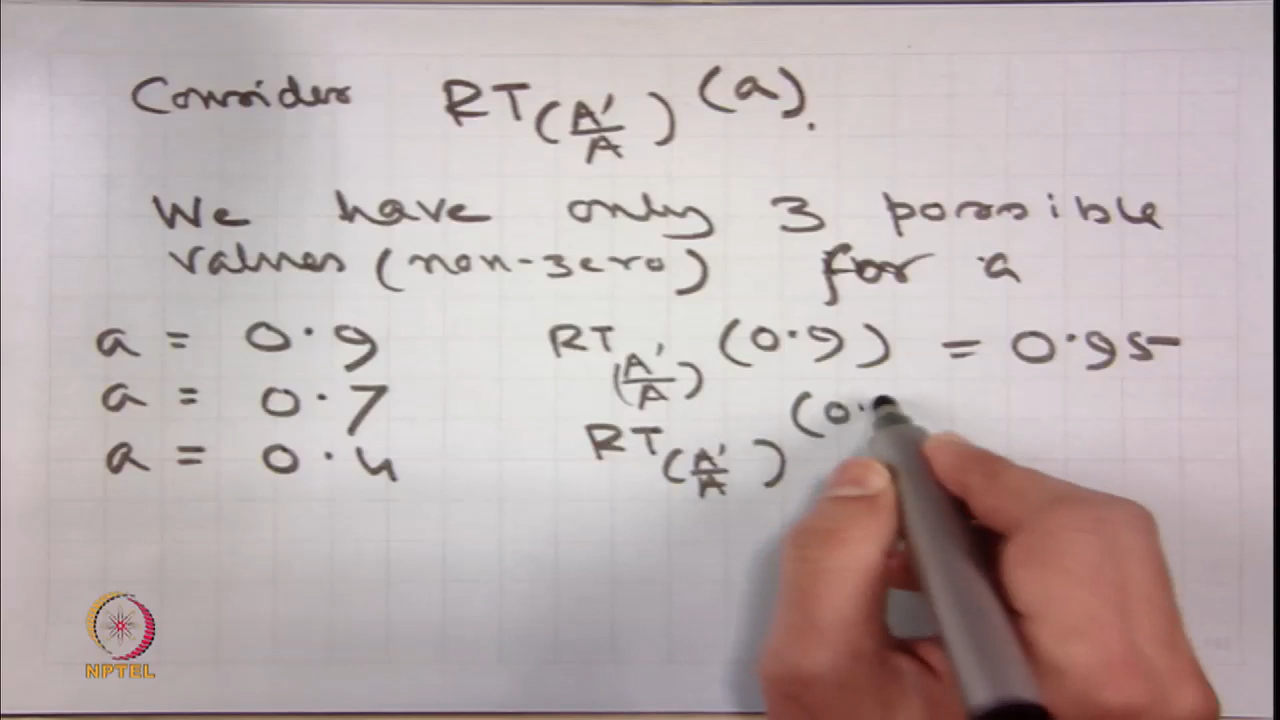 Consider RT(A'/A) (a).
We have only 3 possible
values (non-zero) for a
a = 0.9 RT(A'/A) (0.9) = 0.95
a = 0.7 RT(A'/A) (0.
a = 0.4
NPTEL